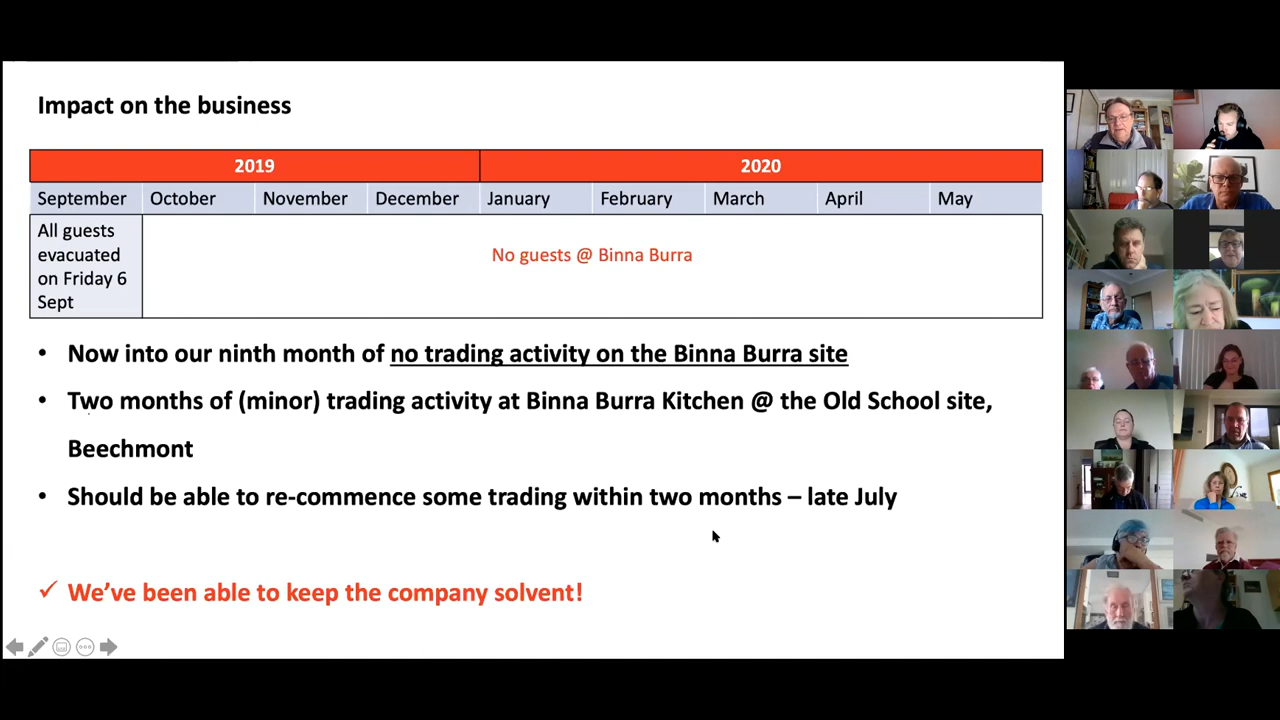 Impact on the business
2019 2020
September October November December January February March April May
All guests
evacuated
on Friday 6
Sept
No guests @ Binna Burra
• Now into our ninth month of no trading activity on the Binna Burra site
• Two months of (minor) trading activity at Binna Burra Kitchen @ the Old School site,
Beechmont
• Should be able to re-commence some trading within two months – late July
✓ We’ve been able to keep the company solvent!